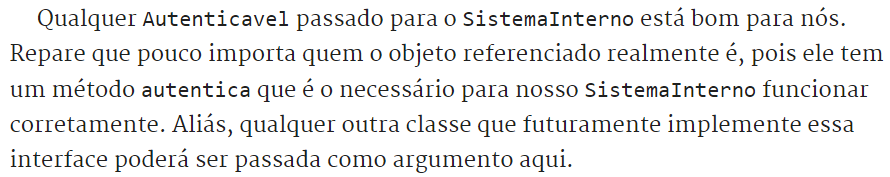 Qualquer Autenticavel passado para o SistemaInterno está bom para nós.
Repare que pouco importa quem o objeto referenciado realmente é, pois ele tem
um método autentica que é o necessário para nosso SistemaInterno funcionar
corretamente. Aliás, qualquer outra classe que futuramente implemente essa
interface poderá ser passada como argumento aqui.